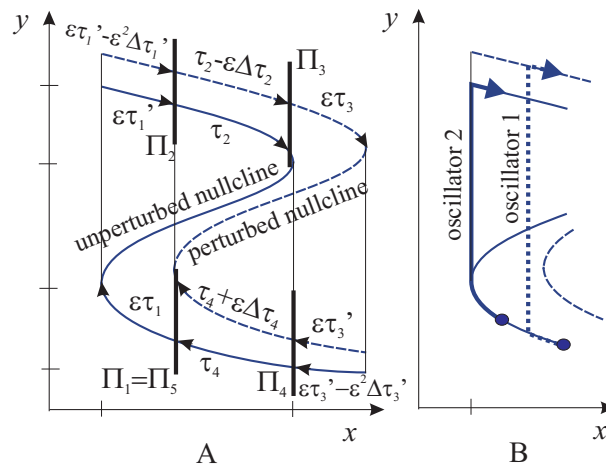 y
ετ₁'−ε²Δτ₁'
τ₂−εΔτ₂
Π₃
ετ₃
ετ₁'
τ₂
Π₂
unperturbed nullcline
perturbed nullcline
ετ₁
τ₄+εΔτ₄
ετ₃'
τ₄
Π₁=Π₅
Π₄
ετ₃'−ε²Δτ₃'
x
A
y
oscillator 2
oscillator 1
x
B